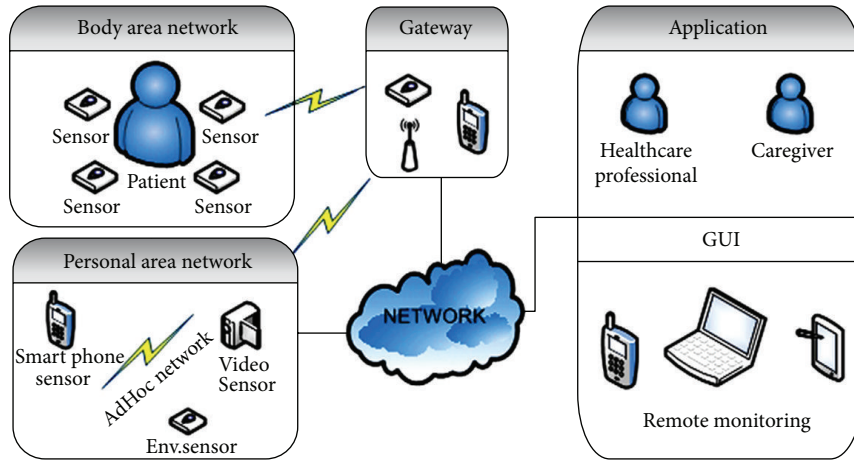 Body area network
Sensor
Sensor
Patient
Sensor
Sensor
Gateway
Application
Healthcare
professional
Caregiver
Personal area network
Smart phone
sensor
AdHoc network
Video
Sensor
Env.sensor
NETWORK
GUI
Remote monitoring